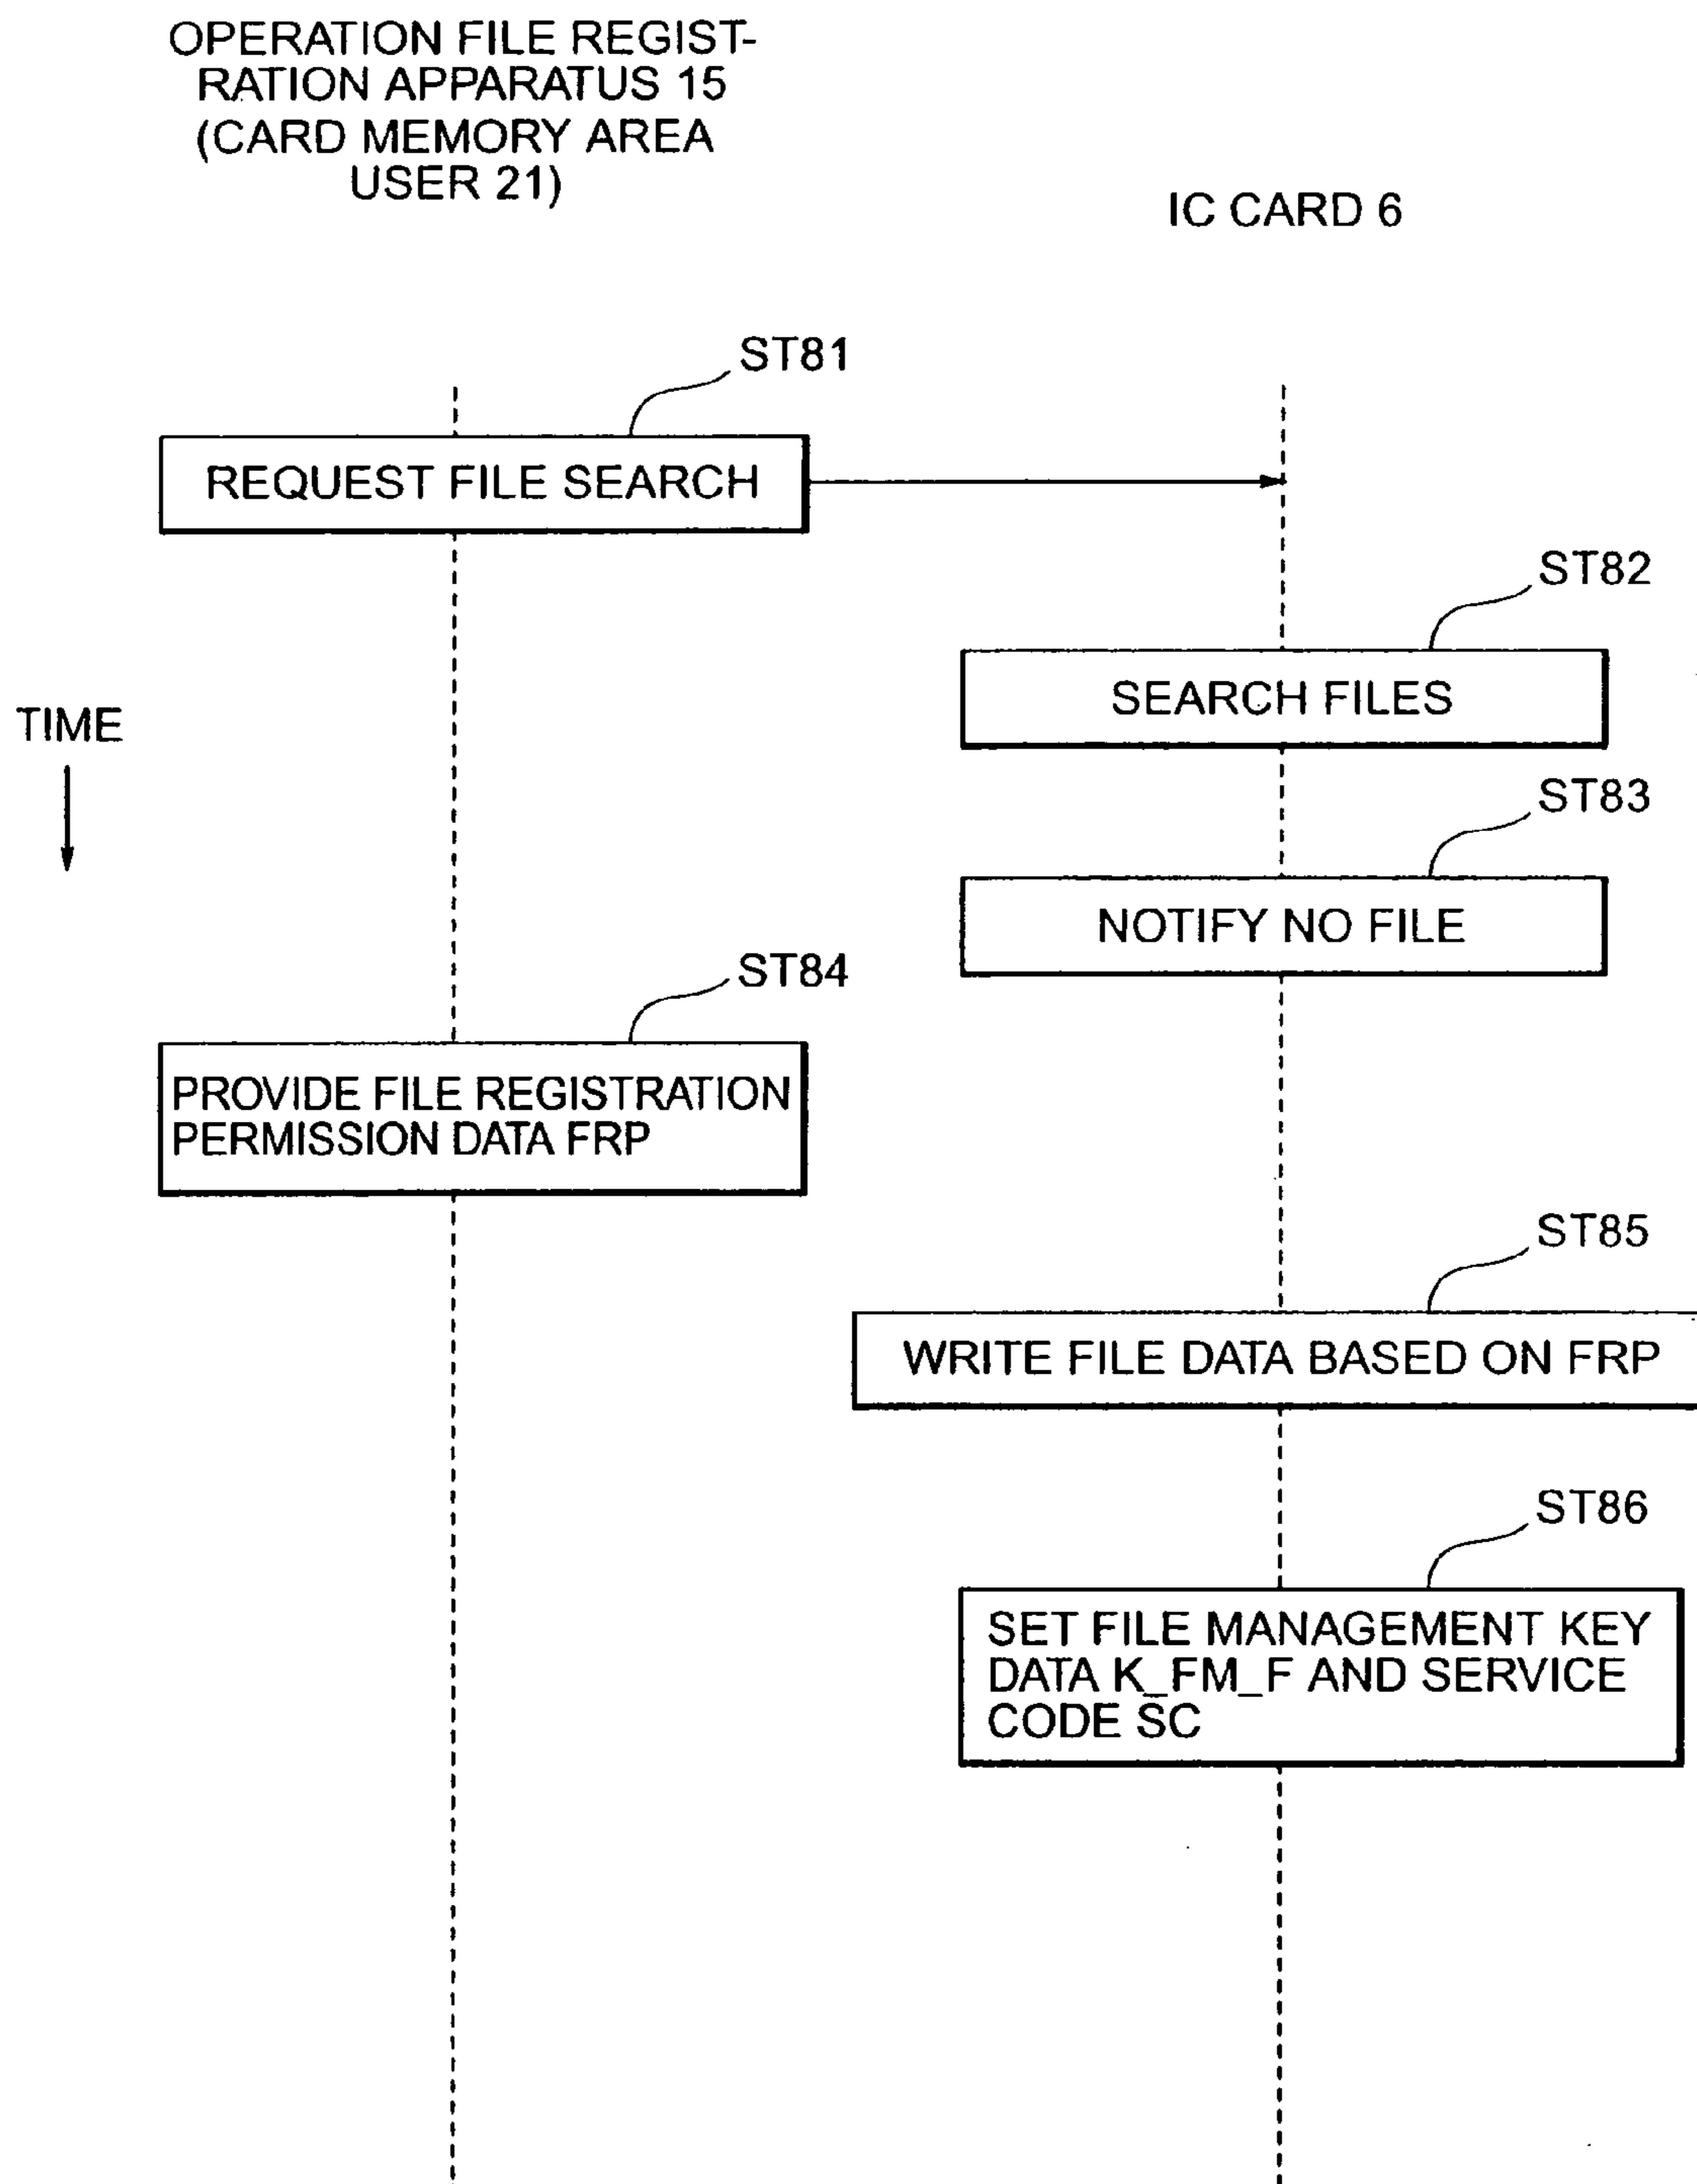 OPERATION FILE REGIST-
RATION APPARATUS 15
(CARD MEMORY AREA
USER 21)
IC CARD 6
ST81
REQUEST FILE SEARCH
ST82
SEARCH FILES
TIME
ST83
NOTIFY NO FILE
ST84
PROVIDE FILE REGISTRATION
PERMISSION DATA FRP
ST85
WRITE FILE DATA BASED ON FRP
ST86
SET FILE MANAGEMENT KEY
DATA K_FM_F AND SERVICE
CODE SC